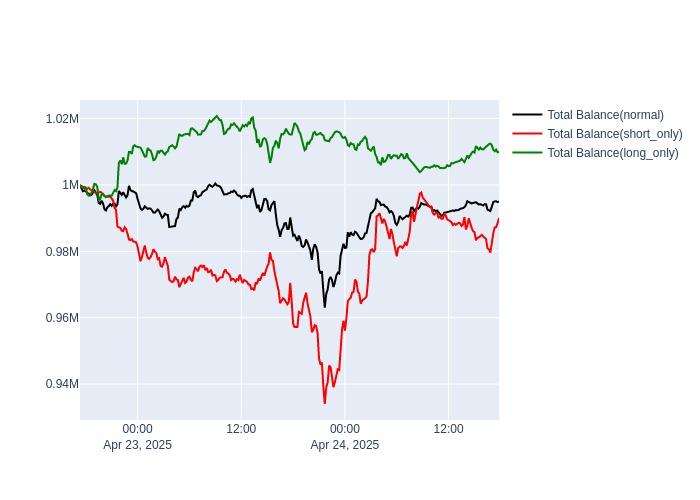 1.02M
1M
0.98M
0.96M
0.94M
00:00
Apr 23, 2025
12:00
00:00
Apr 24, 2025
12:00
Total Balance(normal)
Total Balance(short_only)
Total Balance(long_only)